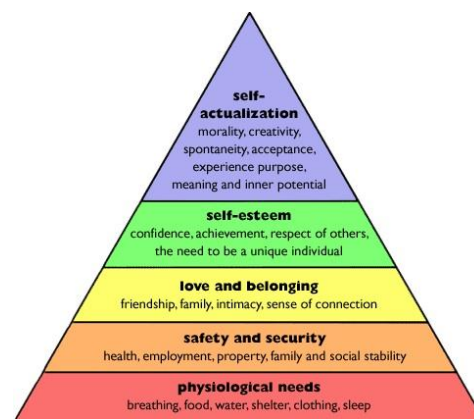 self-
actualization
morality, creativity,
spontaneity, acceptance,
experience purpose,
meaning and inner potential
self-esteem
confidence, achievement, respect of others,
the need to be a unique individual
love and belonging
friendship, family, intimacy, sense of connection
safety and security
health, employment, property, family and social stability
physiological needs
breathing, food, water, shelter, clothing, sleep